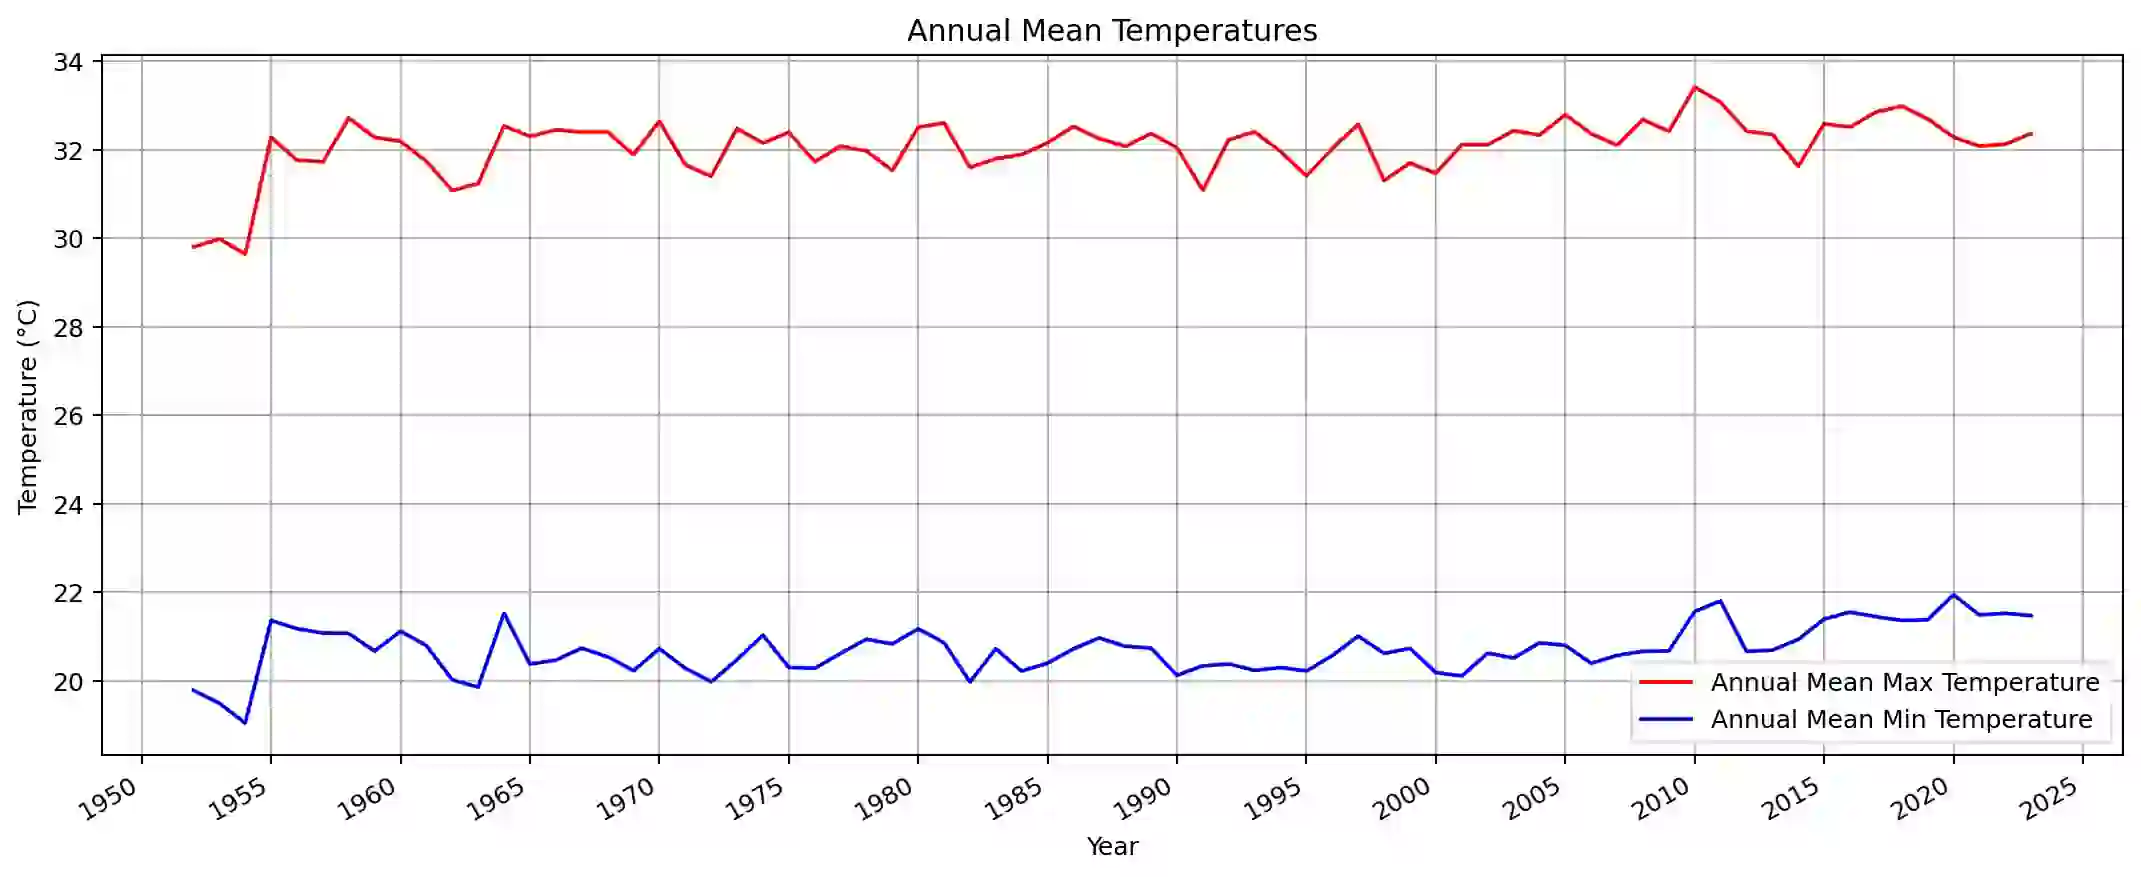 Annual Mean Temperatures
Temperature (°C)
34
32
30
28
26
24
22
20
Annual Mean Max Temperature
Annual Mean Min Temperature
1950 1955 1960 1965 1970 1975 1980 1985 1990 1995 2000 2005 2010 2015 2020 2025
Year